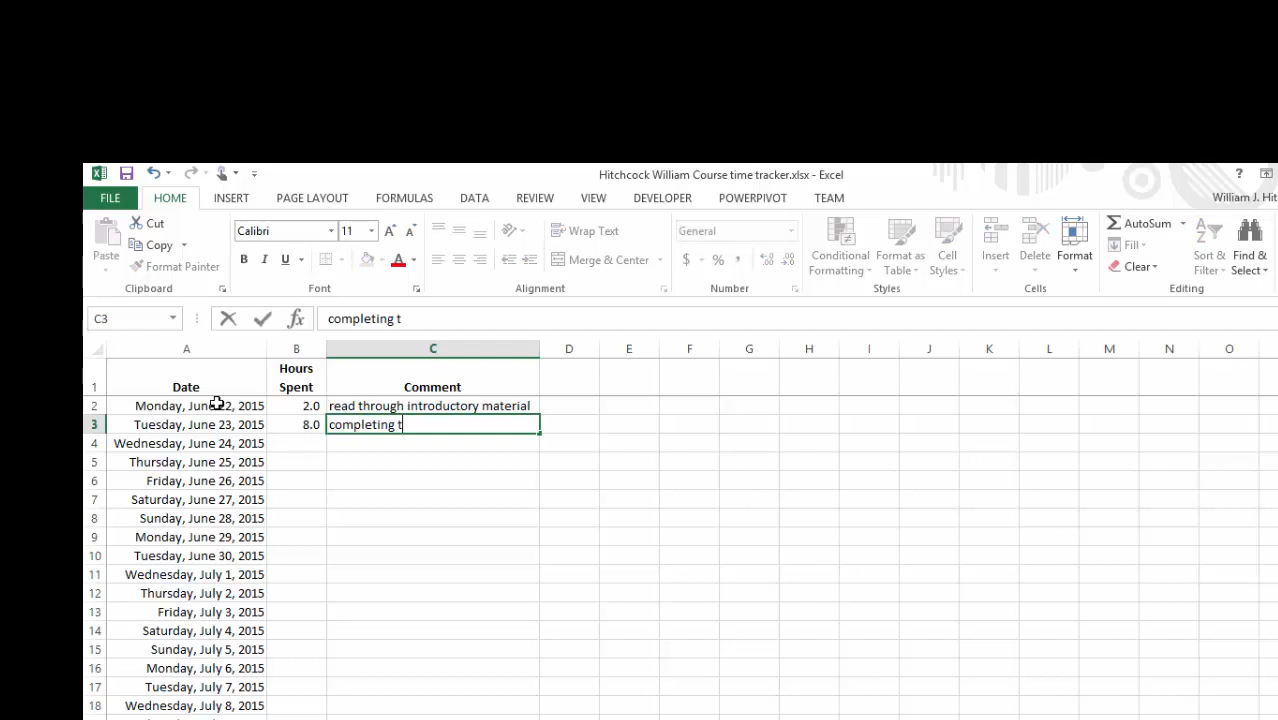 Hitchcock William Course time tracker.xlsx - Excel
?
FILE HOME INSERT PAGE LAYOUT FORMULAS DATA REVIEW VIEW DEVELOPER POWERPIVOT TEAM
William J. Hit
Paste
Cut
Copy
Format Painter
Clipboard
Calibri 11
B I U
Font
Wrap Text
Merge & Center
Alignment
General
$ % ,
Number
Conditional Formatting
Format as Table
Cell Styles
Styles
Insert Delete Format
Cells
AutoSum
Fill
Clear
Sort & Filter
Find & Select
Editing
C3 fx completing t
A B C D E F G H I J K L M N O
1 Date Hours Spent Comment
2 Monday, June 22, 2015 2.0 read through introductory material
3 Tuesday, June 23, 2015 8.0 completing t
4 Wednesday, June 24, 2015
5 Thursday, June 25, 2015
6 Friday, June 26, 2015
7 Saturday, June 27, 2015
8 Sunday, June 28, 2015
9 Monday, June 29, 2015
10 Tuesday, June 30, 2015
11 Wednesday, July 1, 2015
12 Thursday, July 2, 2015
13 Friday, July 3, 2015
14 Saturday, July 4, 2015
15 Sunday, July 5, 2015
16 Monday, July 6, 2015
17 Tuesday, July 7, 2015
18 Wednesday, July 8, 2015